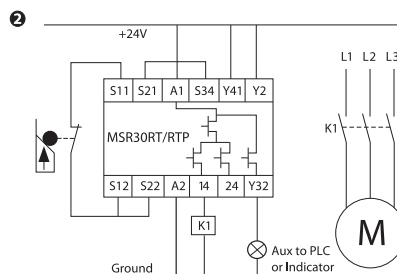 2
+24V
L1 L2 L3
S11 S21 A1 S34 Y41 Y2
K1
MSR30RT/RTP
S12 S22 A2 14 24 Y32
K1
M
Aux to PLC
or Indicator
Ground